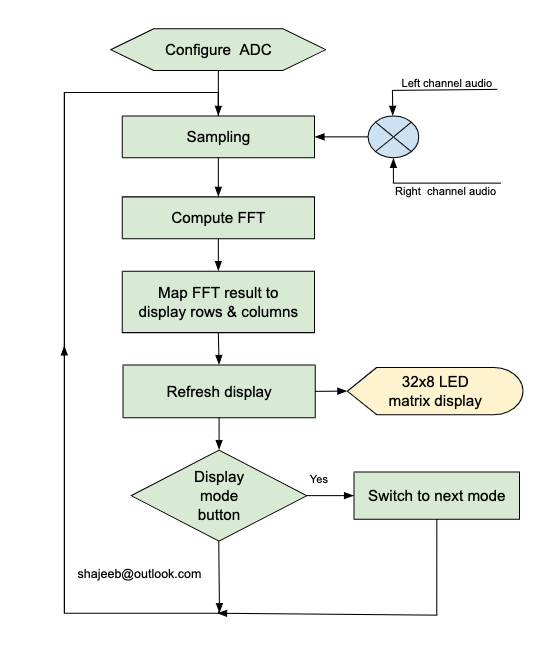 Configure ADC
Left channel audio
Sampling
Right channel audio
Compute FFT
Map FFT result to
display rows & columns
Refresh display
32x8 LED
matrix display
Display
mode
button
Yes
Switch to next mode
shajeeb@outlook.com